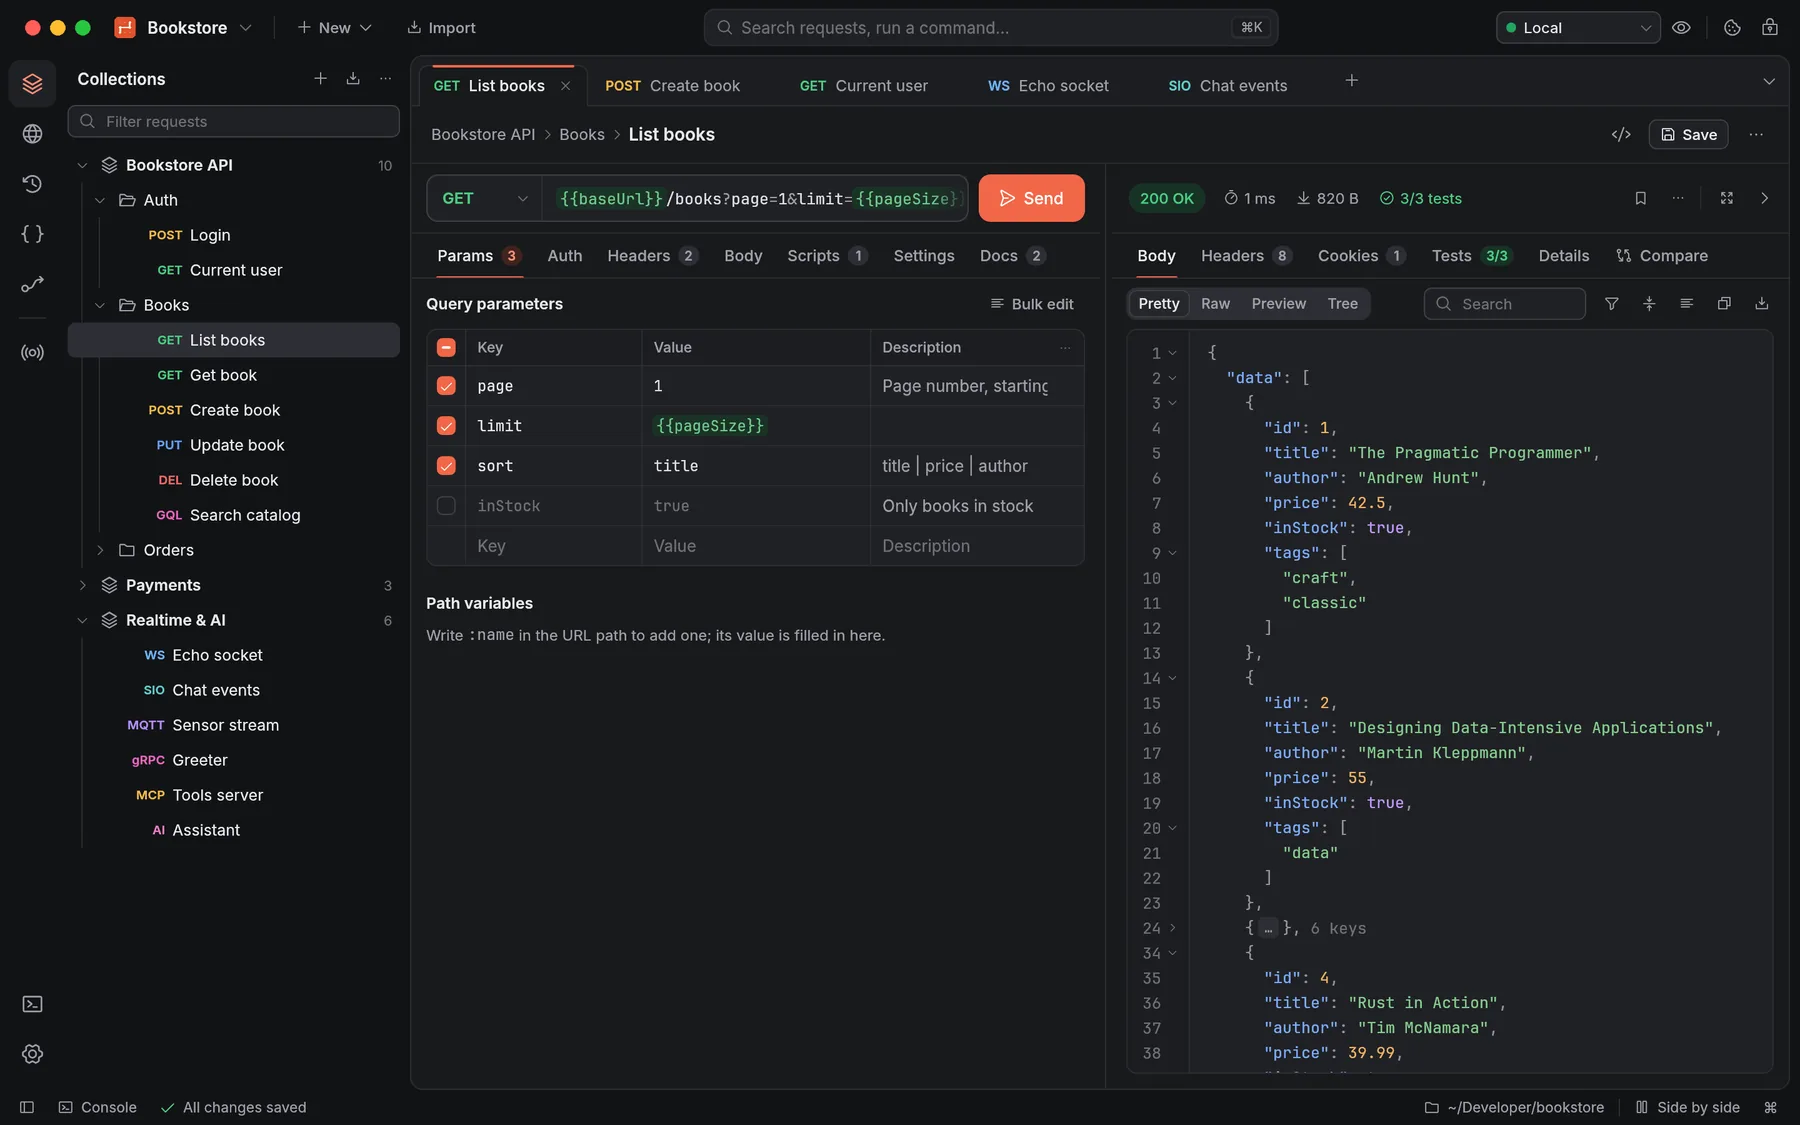 Bookstore
New
Import
Search requests, run a command...
⌘K
Local
Collections
Filter requests
Bookstore API 10
Auth
POST Login
GET Current user
Books
GET List books
GET Get book
POST Create book
PUT Update book
DEL Delete book
GQL Search catalog
Orders
Payments 3
Realtime & AI 6
WS Echo socket
SIO Chat events
MQTT Sensor stream
gRPC Greeter
MCP Tools server
AI Assistant
GET List books
POST Create book
GET Current user
WS Echo socket
SIO Chat events
Bookstore API > Books > List books
</> Save
GET {{baseUrl}}/books?page=1&limit={{pageSize}}
Send
Params 3 Auth Headers 2 Body Scripts 1 Settings Docs 2
Query parameters
Bulk edit
Key Value Description
page 1 Page number, starting
limit {{pageSize}}
sort title title | price | author
inStock true Only books in stock
Key Value Description
Path variables
Write :name in the URL path to add one; its value is filled in here.
200 OK 1 ms 820 B 3/3 tests
Body Headers 8 Cookies 1 Tests 3/3 Details Compare
Pretty Raw Preview Tree
Search
1 {
2 "data": [
3 {
4 "id": 1,
5 "title": "The Pragmatic Programmer",
6 "author": "Andrew Hunt",
7 "price": 42.5,
8 "inStock": true,
9 "tags": [
10 "craft",
11 "classic"
12 ]
13 },
14 {
15 "id": 2,
16 "title": "Designing Data-Intensive Applications",
17 "author": "Martin Kleppmann",
18 "price": 55,
19 "inStock": true,
20 "tags": [
21 "data"
22 ]
23 },
24 {…}, 6 keys
34 {
35 "id": 4,
36 "title": "Rust in Action",
37 "author": "Tim McNamara",
38 "price": 39.99,
Console
All changes saved
~/Developer/bookstore
Side by side
⌘